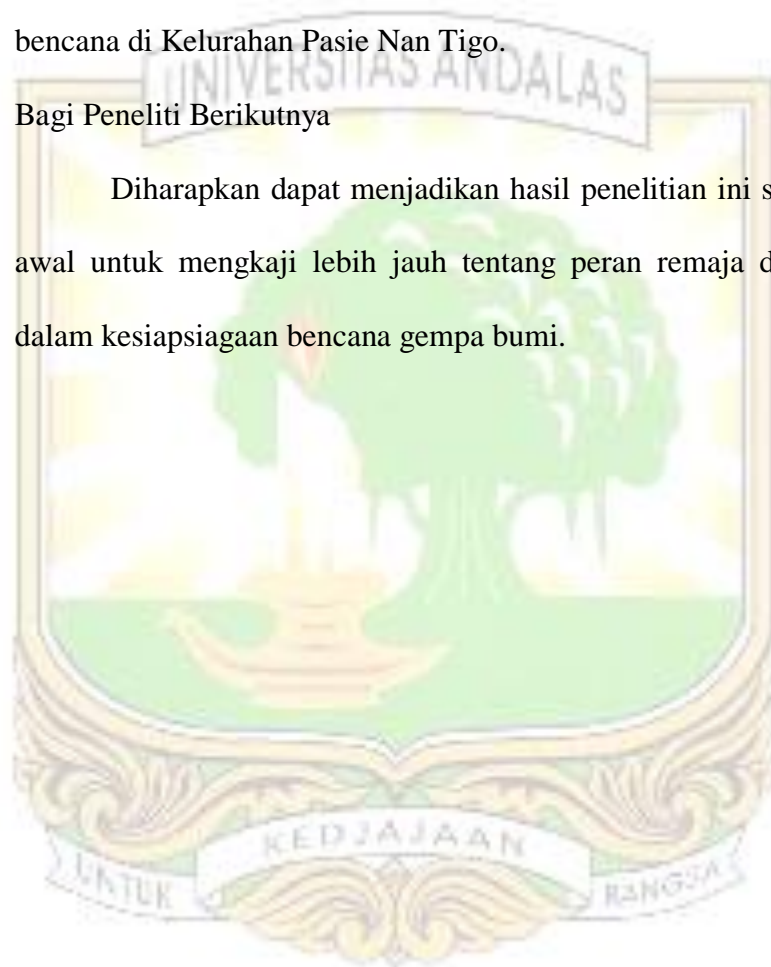 bencana di Kelurahan Pasie Nan Tigo.
UNIVERSITAS ANDALAS
Bagi Peneliti Berikutnya
Diharapkan dapat menjadikan hasil penelitian ini s
awal untuk mengkaji lebih jauh tentang peran remaja d
dalam kesiapsiagaan bencana gempa bumi.
KEDJAJAAN
UNTUK BANGSA